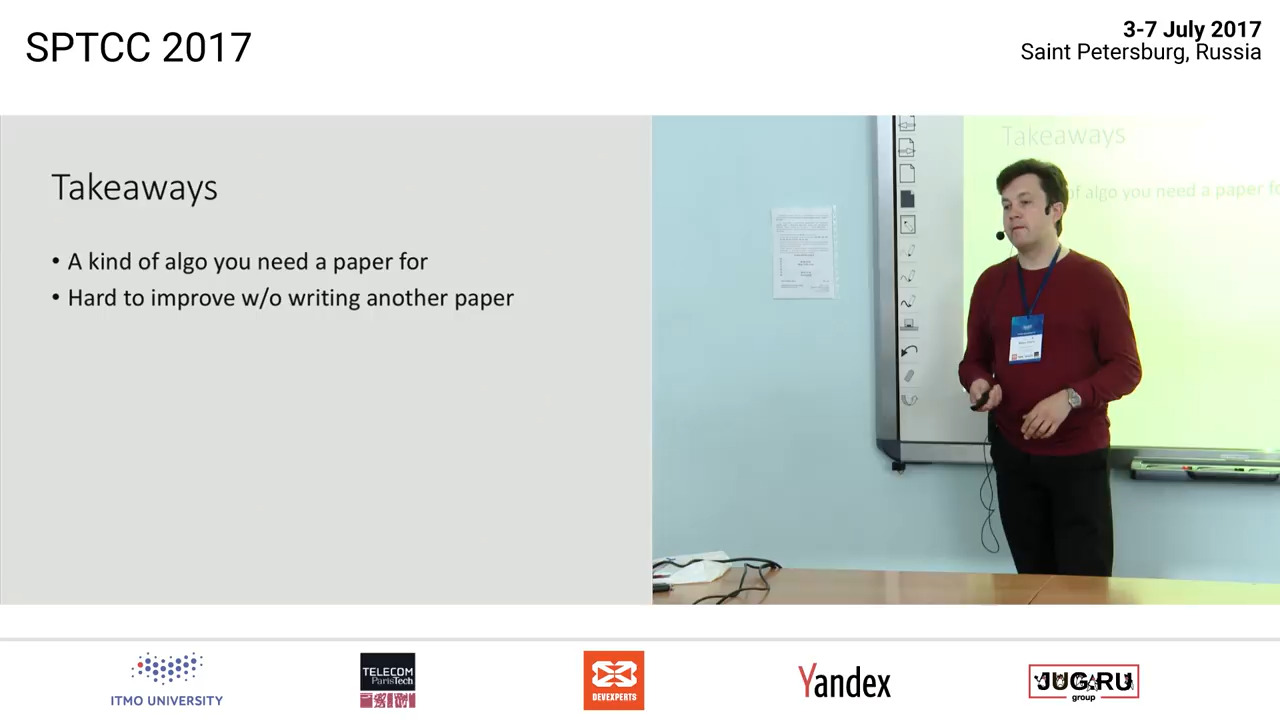 SPTCC 2017
3-7 July 2017
Saint Petersburg, Russia
Takeaways
• A kind of algo you need a paper for
• Hard to improve w/o writing another paper
Takeaways
of algo you need a paper fo
ITMO UNIVERSITY
TELECOM
ParisTech
DEVEXPERTS
Yandex
JUG.RU
group